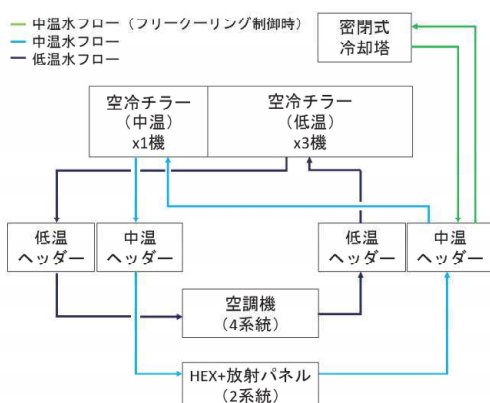 中温水フロー（フリークーリング制御時）
中温水フロー
低温水フロー
密閉式
冷却塔
空冷チラー
（中温）
x1機
空冷チラー
（低温）
x3機
低温
ヘッダー
中温
ヘッダー
低温
ヘッダー
中温
ヘッダー
空調機
（4系統）
HEX+放射パネル
（2系統）